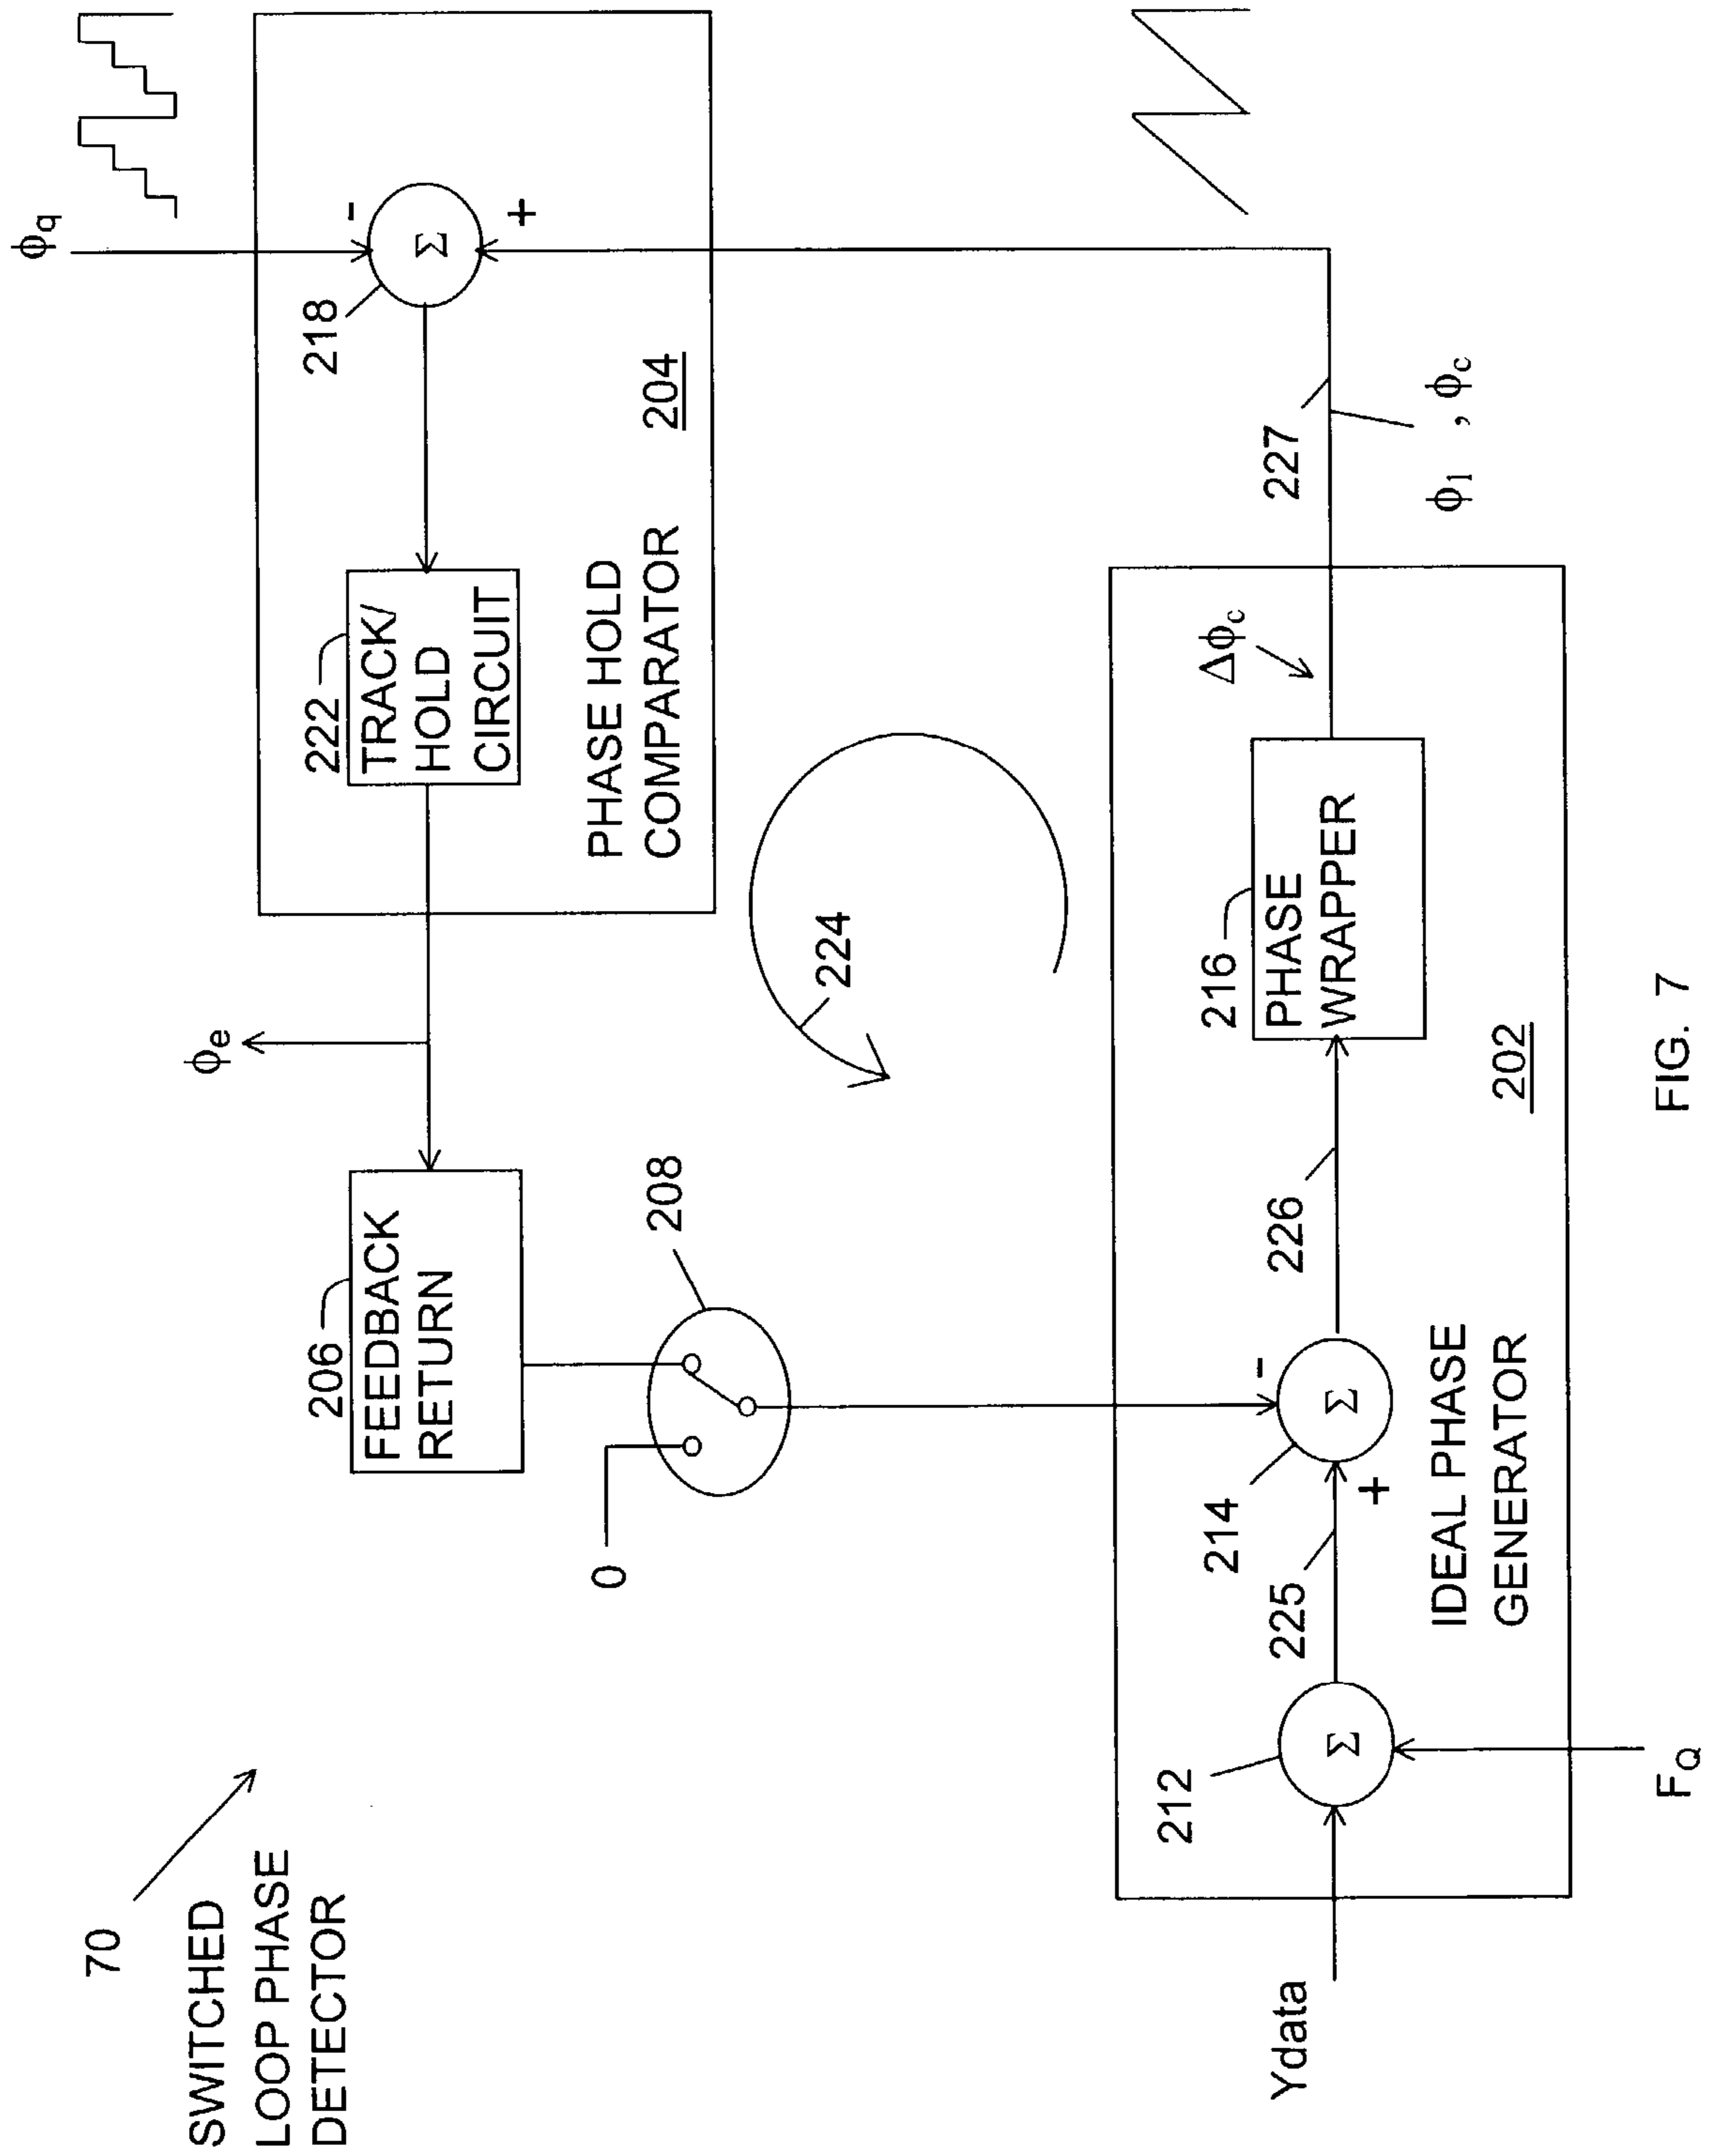 70
SWITCHED
LOOP PHASE
DETECTOR
ϕq
218
-
Σ
+
222
TRACK/
HOLD
CIRCUIT
204
PHASE HOLD
COMPARATOR
ϕe
206
FEEDBACK
RETURN
208
0
224
227
ϕ1 , ϕc
Δϕc
216
PHASE
WRAPPER
226
-
Σ
+
214
225
212
Σ
IDEAL PHASE
GENERATOR
202
Ydata
FQ
FIG. 7